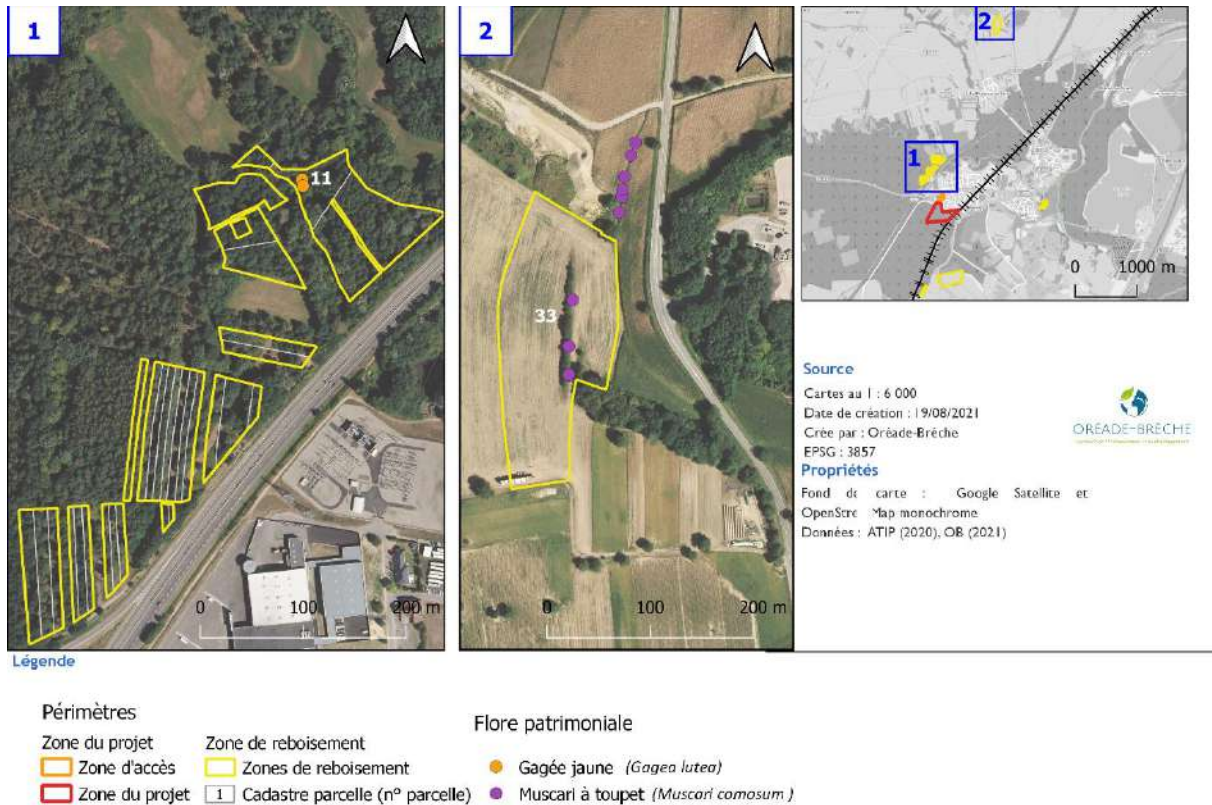 1
11
0 100 200 m
2
33
0 100 200 m
2
1
0 1000 m
Source
Cartes au 1 : 6 000
Date de création : 19/08/2021
Crée par : Oréade-Brèche
EPSG : 3857
Propriétés
Fond de carte : Google Satellite et
OpenStre Map monochrome
Données : ATIP (2020), OB (2021)
OREADE-BRECHE
Légende
Périmètres
Zone du projet
Zone d'accès
Zone du projet
Zone de reboisement
Zones de reboisement
1 Cadastre parcelle (n° parcelle)
Flore patrimoniale
Gagée jaune (Gagea lutea)
Muscari à toupet (Muscari comosum )